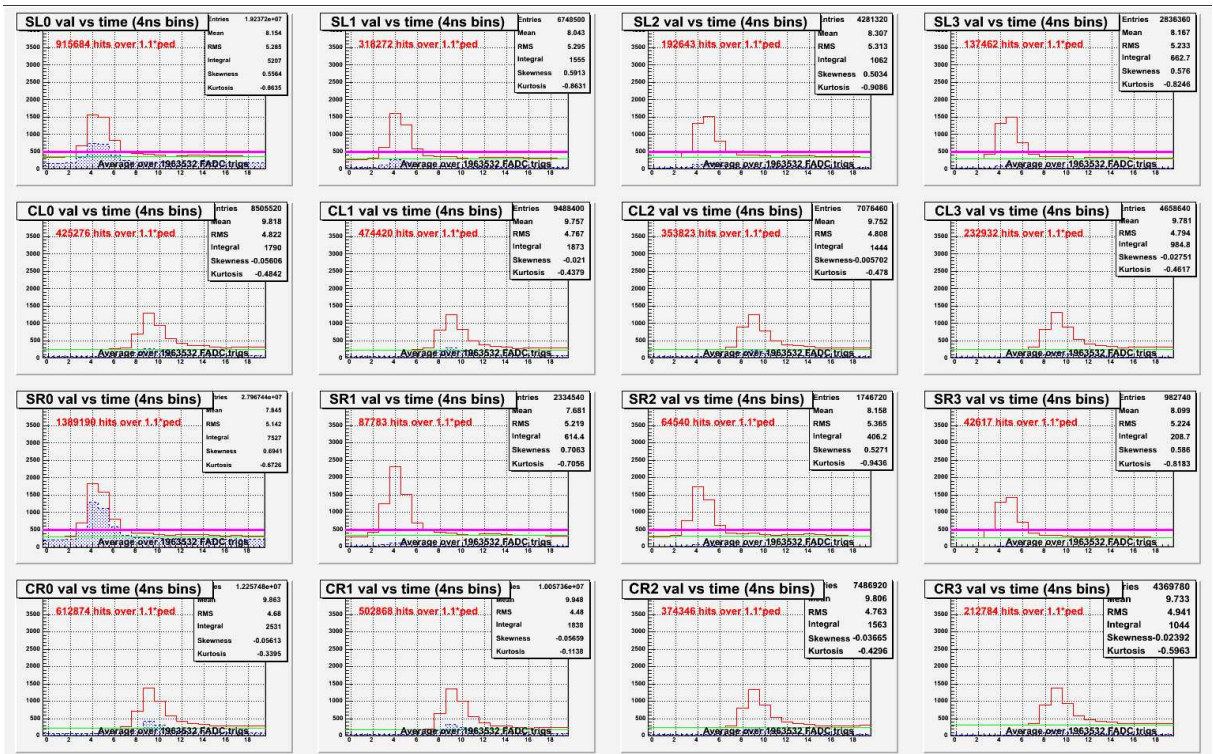 SL0 val vs time (4ns bins)
Entries 1.92372e+07
Mean 8.154
RMS 5.285
Integral 5207
Skewness 0.5564
Kurtosis -0.8635
915684 hits over 1.1*ped
Average over 1963532 FADC trigs
SL1 val vs time (4ns bins)
Entries 6748500
Mean 8.043
RMS 5.295
Integral 1555
Skewness 0.5913
Kurtosis -0.8631
318272 hits over 1.1*ped
Average over 1963532 FADC trigs
SL2 val vs time (4ns bins)
Entries 4281320
Mean 8.307
RMS 5.313
Integral 1062
Skewness 0.5034
Kurtosis -0.9086
192643 hits over 1.1*ped
Average over 1963532 FADC trigs
SL3 val vs time (4ns bins)
Entries 2836360
Mean 8.167
RMS 5.233
Integral 662.7
Skewness 0.576
Kurtosis -0.8246
137462 hits over 1.1*ped
Average over 1963532 FADC trigs
CL0 val vs time (4ns bins)
Entries 8505520
Mean 9.818
RMS 4.822
Integral 1790
Skewness -0.05606
Kurtosis -0.4842
425276 hits over 1.1*ped
Average over 1963532 FADC trigs
CL1 val vs time (4ns bins)
Entries 9488400
Mean 9.757
RMS 4.767
Integral 1873
Skewness -0.021
Kurtosis -0.4379
474420 hits over 1.1*ped
Average over 1963532 FADC trigs
CL2 val vs time (4ns bins)
Entries 7076460
Mean 9.752
RMS 4.808
Integral 1444
Skewness-0.005702
Kurtosis -0.478
353823 hits over 1.1*ped
Average over 1963532 FADC trigs
CL3 val vs time (4ns bins)
Entries 4658640
Mean 9.781
RMS 4.794
Integral 984.8
Skewness -0.02751
Kurtosis -0.4617
232932 hits over 1.1*ped
Average over 1963532 FADC trigs
SR0 val vs time (4ns bins)
tries 2.796744e+07
Mean 7.845
RMS 5.142
Integral 7527
Skewness 0.6941
Kurtosis -0.6726
1389190 hits over 1.1*ped
Average over 1963532 FADC trigs
SR1 val vs time (4ns bins)
Entries 2334540
Mean 7.681
RMS 5.219
Integral 614.4
Skewness 0.7063
Kurtosis -0.7056
87783 hits over 1.1*ped
Average over 1963532 FADC trigs
SR2 val vs time (4ns bins)
Entries 1746720
Mean 8.158
RMS 5.365
Integral 406.2
Skewness 0.5271
Kurtosis -0.9436
64540 hits over 1.1*ped
Average over 1963532 FADC trigs
SR3 val vs time (4ns bins)
Entries 982740
Mean 8.099
RMS 5.224
Integral 208.7
Skewness 0.586
Kurtosis -0.8183
42617 hits over 1.1*ped
Average over 1963532 FADC trigs
CR0 val vs time (4ns bins)
ies 1.225748e+07
Mean 9.863
RMS 4.68
Integral 2531
Skewness -0.05613
Kurtosis -0.3395
612874 hits over 1.1*ped
Average over 1963532 FADC trigs
CR1 val vs time (4ns bins)
ies 1.005736e+07
Mean 9.948
RMS 4.48
Integral 1838
Skewness -0.05659
Kurtosis -0.1138
502868 hits over 1.1*ped
Average over 1963532 FADC trigs
CR2 val vs time (4ns bins)
ries 7486920
Mean 9.806
RMS 4.763
Integral 1563
Skewness -0.03665
Kurtosis -0.4296
374346 hits over 1.1*ped
Average over 1963532 FADC trigs
CR3 val vs time (4ns bins)
ries 4369780
Mean 9.733
RMS 4.941
Integral 1044
Skewness-0.02392
Kurtosis -0.5963
212784 hits over 1.1*ped
Average over 1963532 FADC trigs